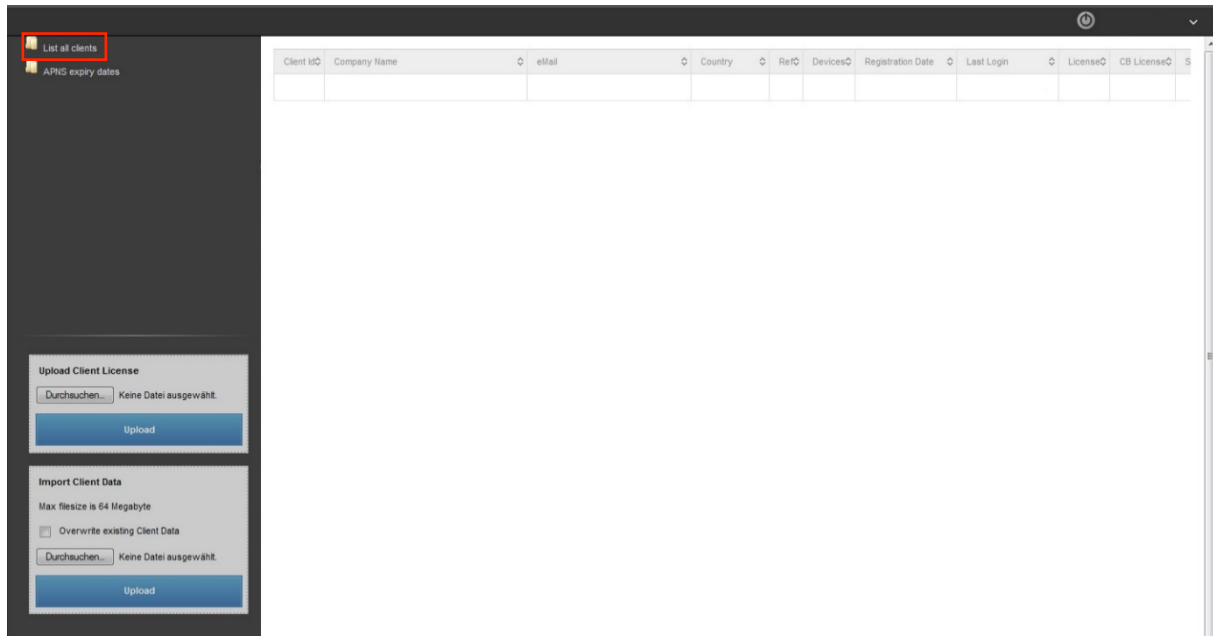 List all clients
APNS expiry dates
Client Id Company Name eMail Country Ref Devices Registration Date Last Login License CB License S
Upload Client License
Durchsuchen... Keine Datei ausgewählt.
Upload
Import Client Data
Max filesize is 64 Megabyte
Overwrite existing Client Data
Durchsuchen... Keine Datei ausgewählt.
Upload